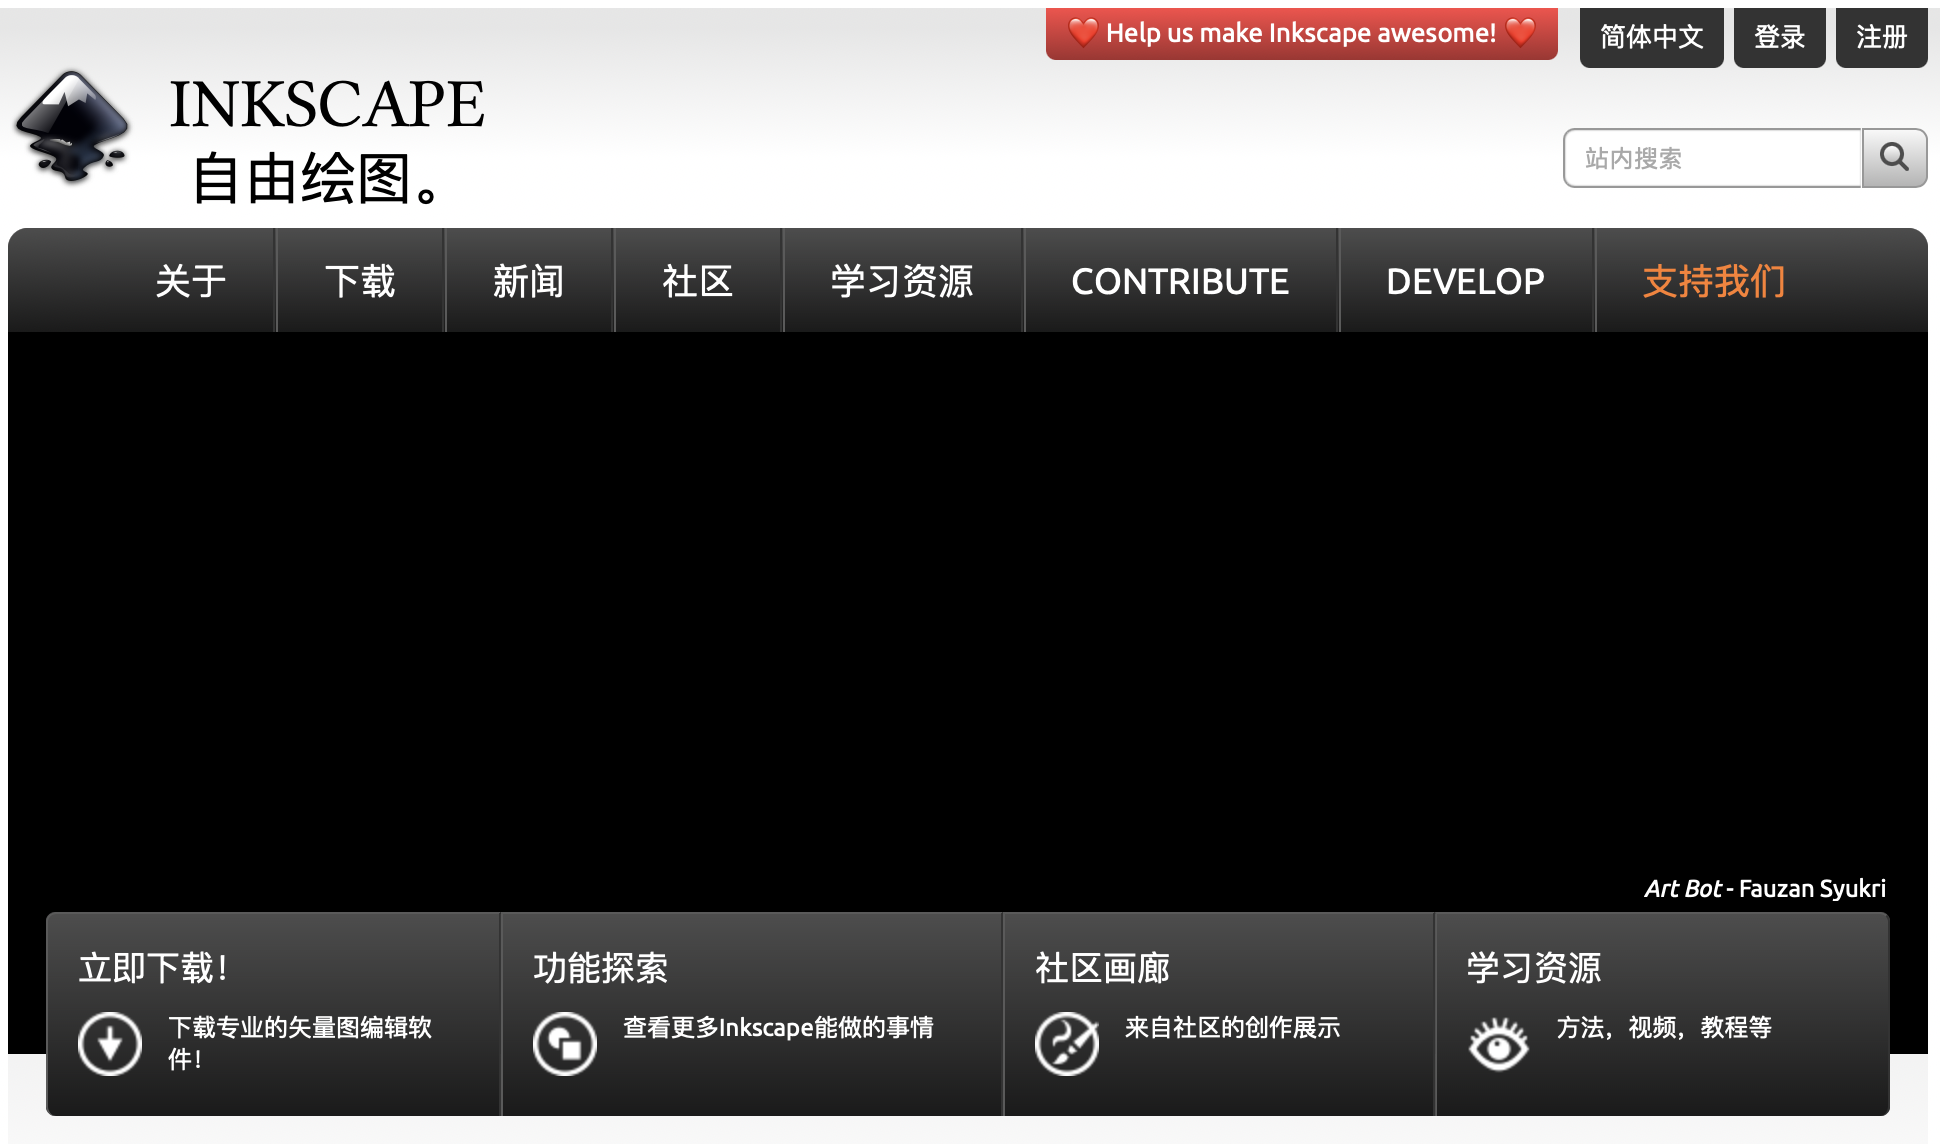 ❤️ Help us make Inkscape awesome! ❤️
简体中文
登录
注册
INKSCAPE
自由绘图。
站内搜索
关于
下载
新闻
社区
学习资源
CONTRIBUTE
DEVELOP
支持我们
Art Bot - Fauzan Syukri
立即下载！
下载专业的矢量图编辑软
件！
功能探索
查看更多Inkscape能做的事情
社区画廊
来自社区的创作展示
学习资源
方法，视频，教程等